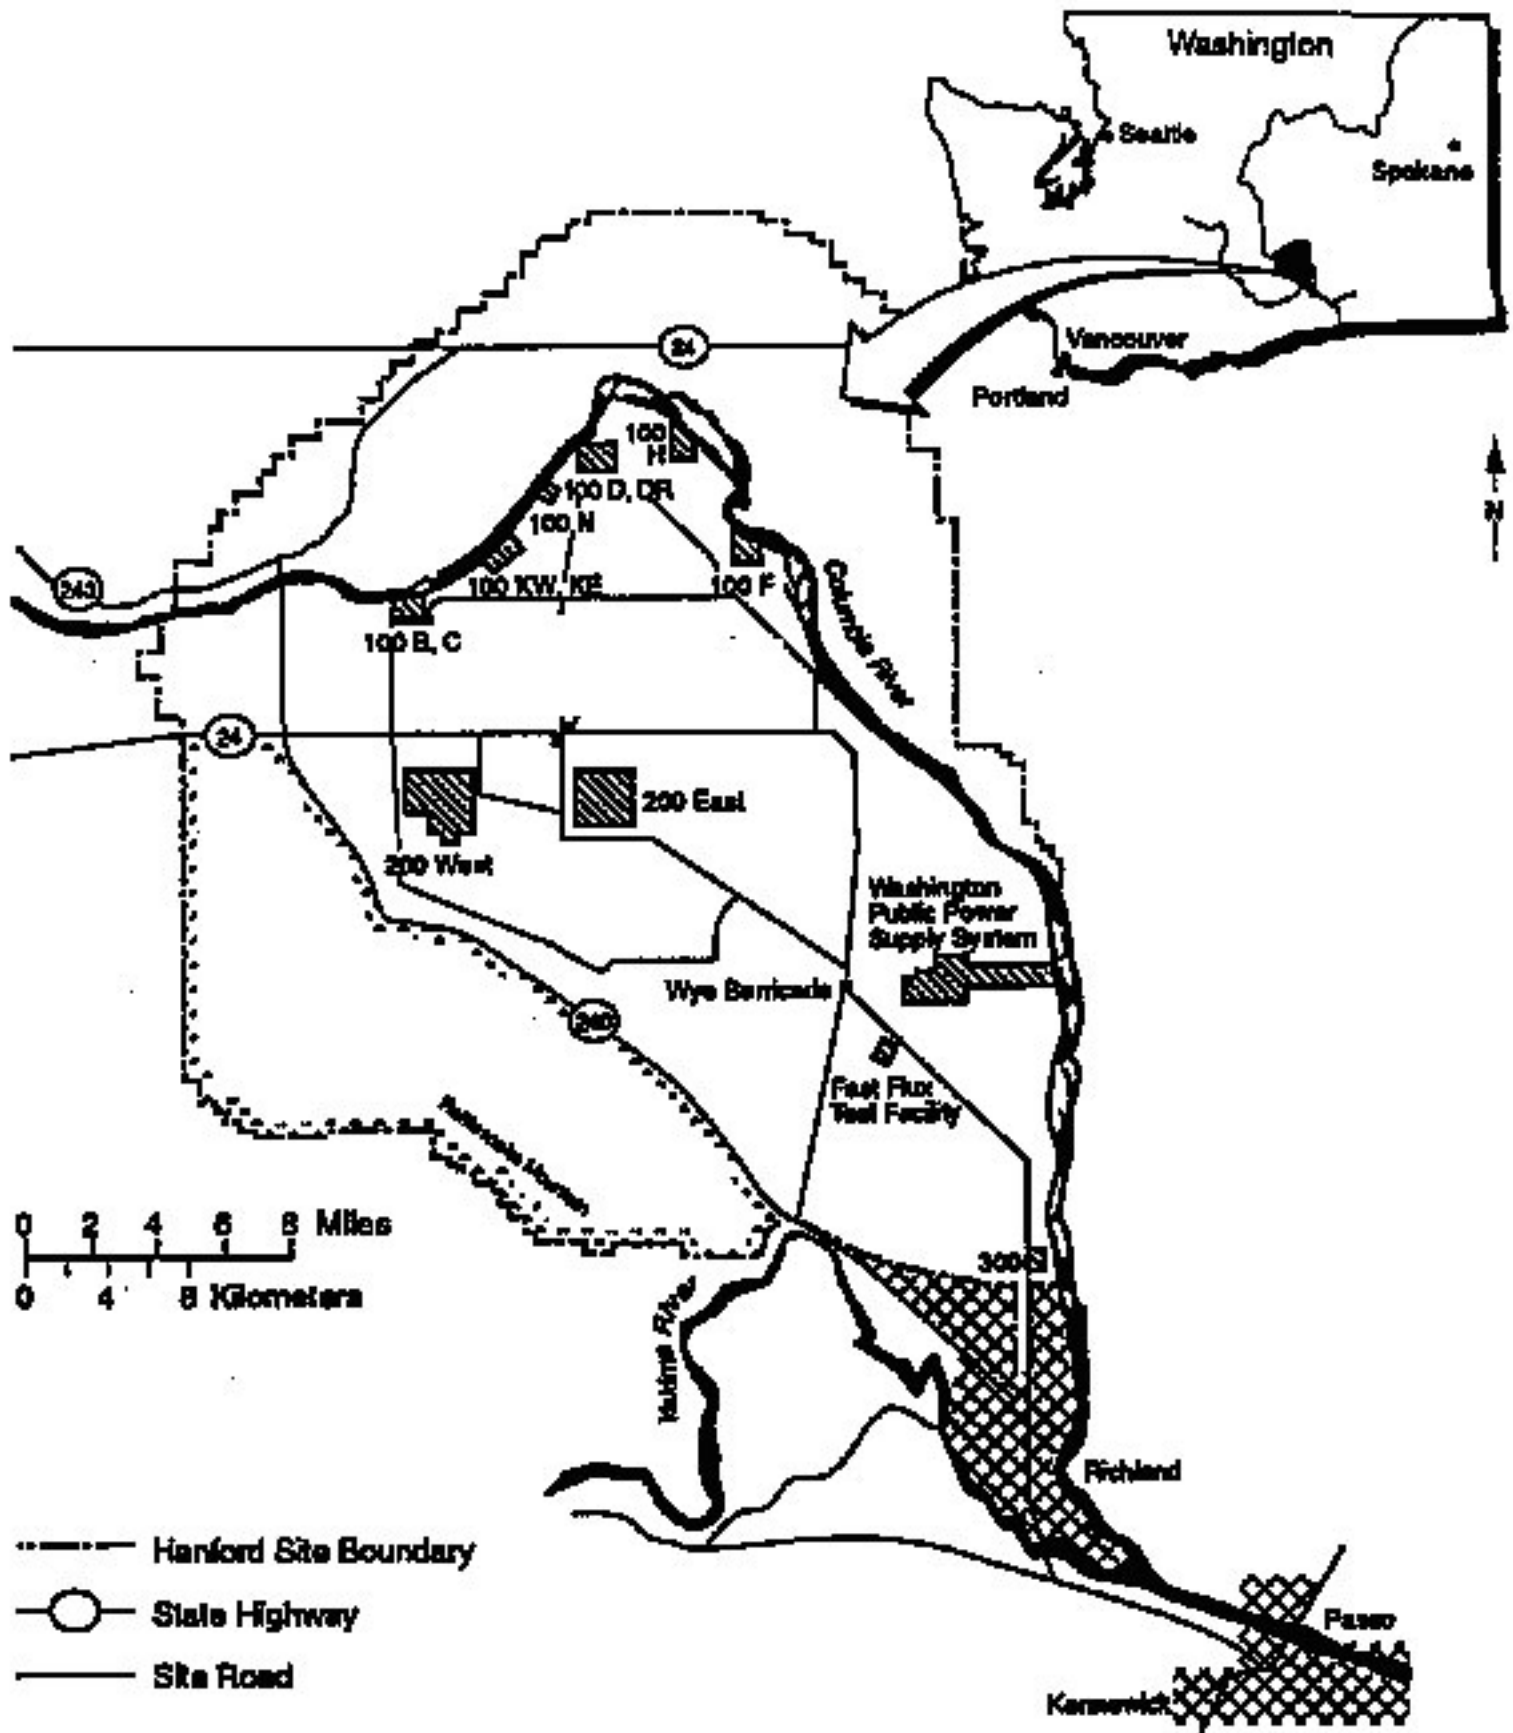 Washington
Seattle
Spokane
Vancouver
Portland
24
N
100
H
100 D, DR
100 N
100 KW, KE
100 F
100 B, C
243
Columbia River
24
200 East
200 West
Washington
Public Power
Supply System
Wye Barricade
240
Fast Flux
Test Facility
Rattlesnake Mountain
0 2 4 6 8 Miles
0 4 8 Kilometers
300
Yakima River
Richland
Hanford Site Boundary
State Highway
Site Road
Pasco
Kennewick